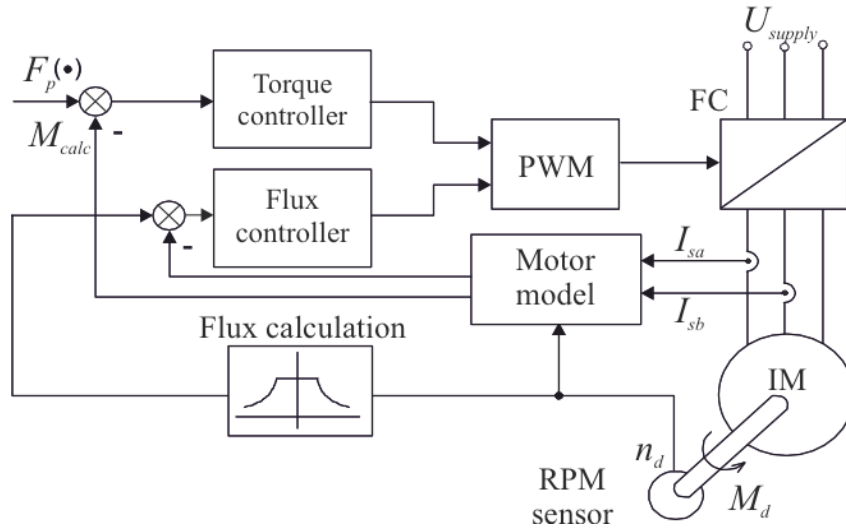 U_supply
F_p(•)
Torque
controller
FC
M_calc
-
PWM
Flux
controller
-
Motor
model
I_sa
I_sb
Flux calculation
IM
n_d
RPM
sensor
M_d